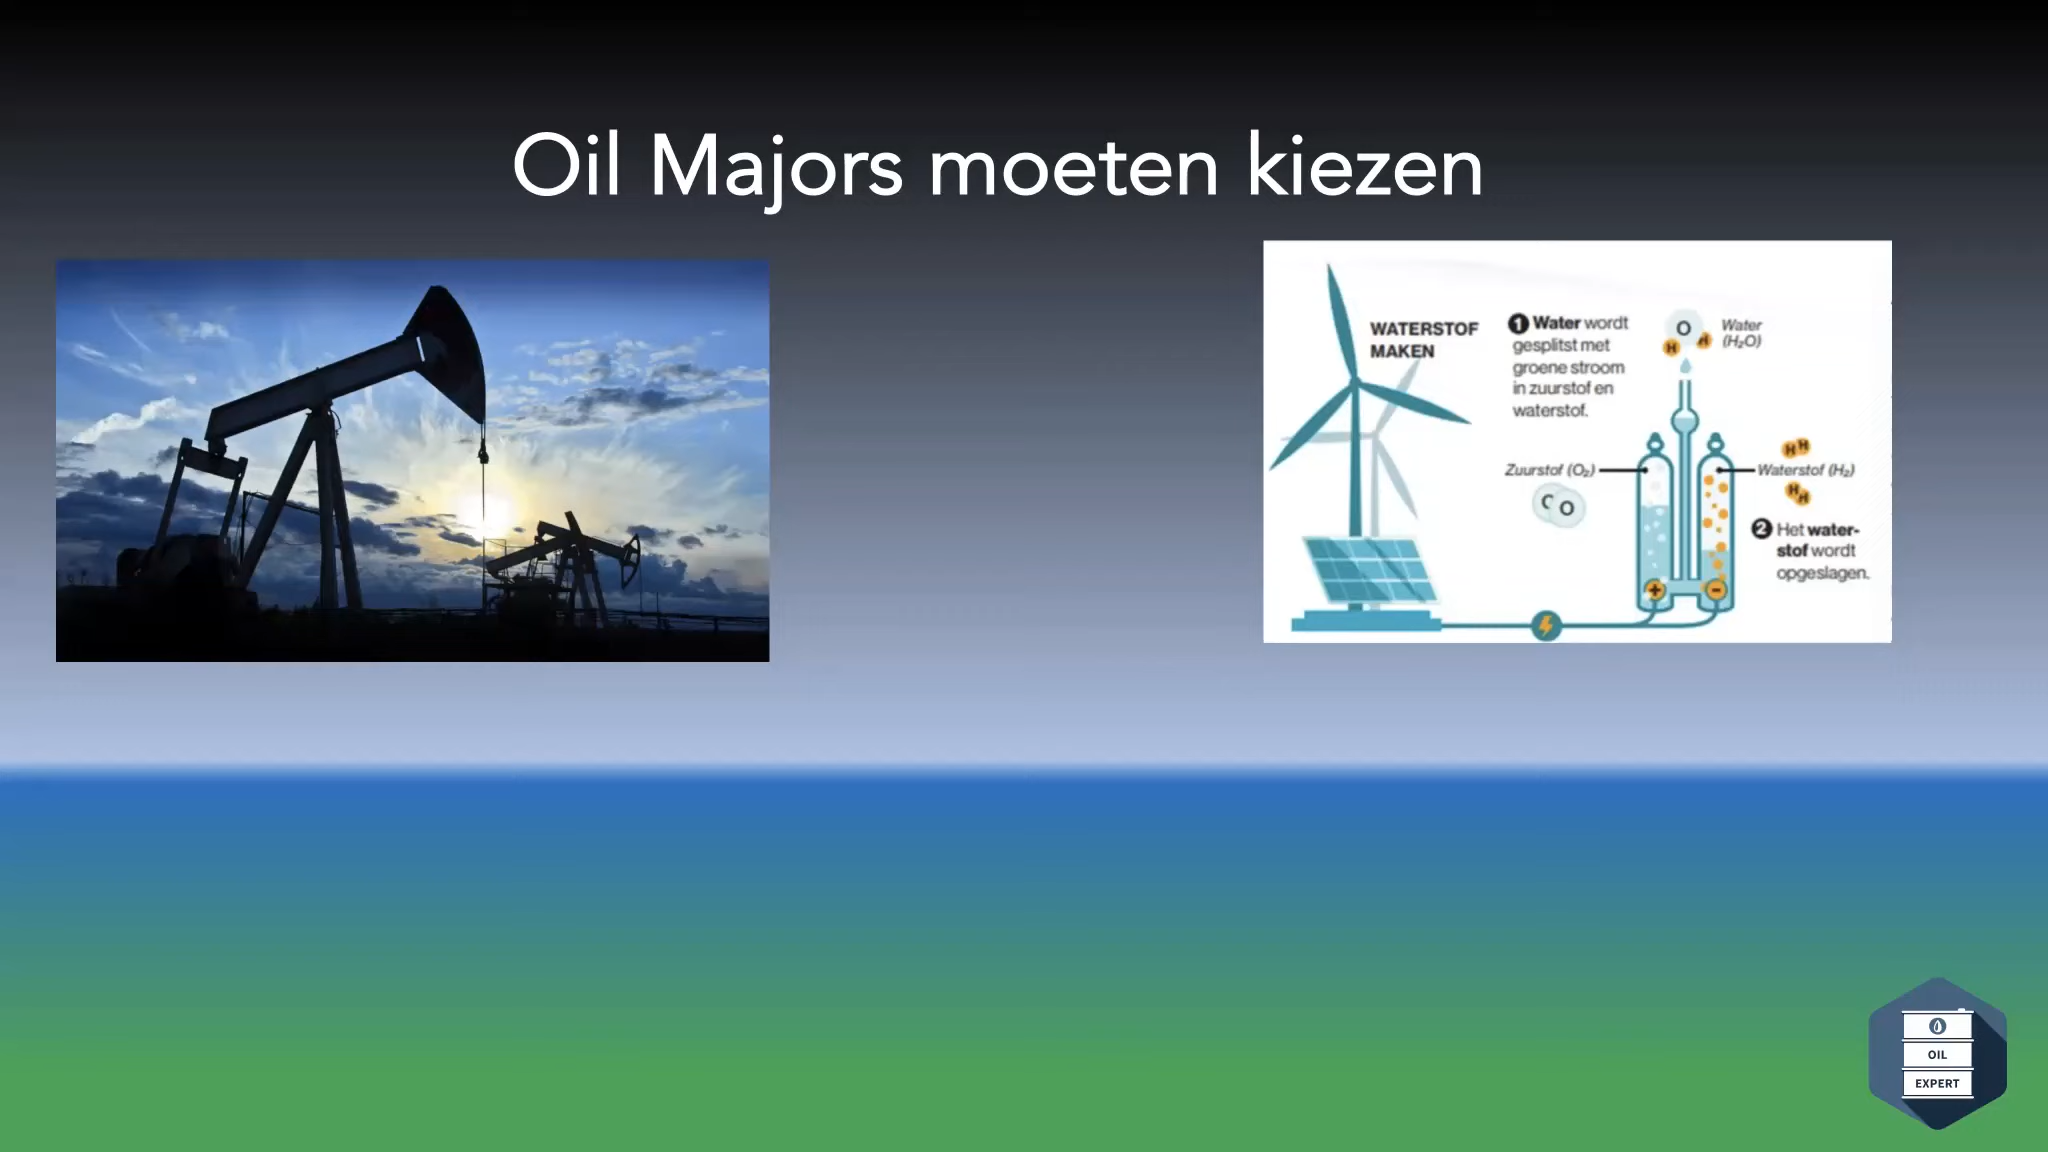 Oil Majors moeten kiezen
WATERSTOF
MAKEN
1 Water wordt
gesplitst met
groene stroom
in zuurstof en
waterstof.
O
H H
Water
(H₂O)
Zuurstof (O₂)
O O
H H
Waterstof (H₂)
H H
2 Het water-
stof wordt
opgeslagen.
+ -
OIL
EXPERT